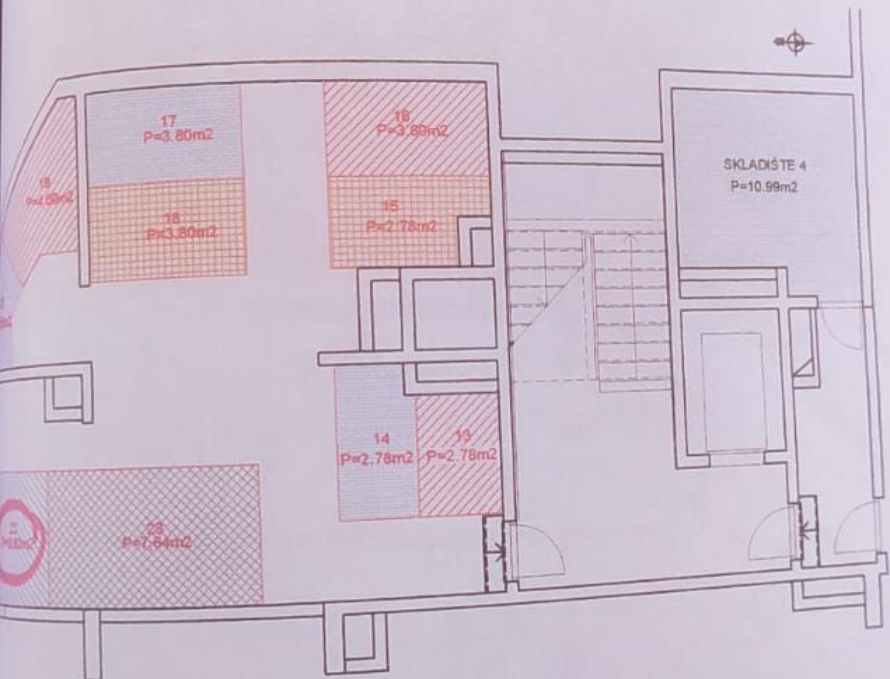 17
P=3.80m2
16
P=3.80m2
SKLADIŠTE 4
P=10.99m2
18
P=3.80m2
15
P=2.78m2
14
P=2.78m2
13
P=2.78m2
23
P=7.64m2